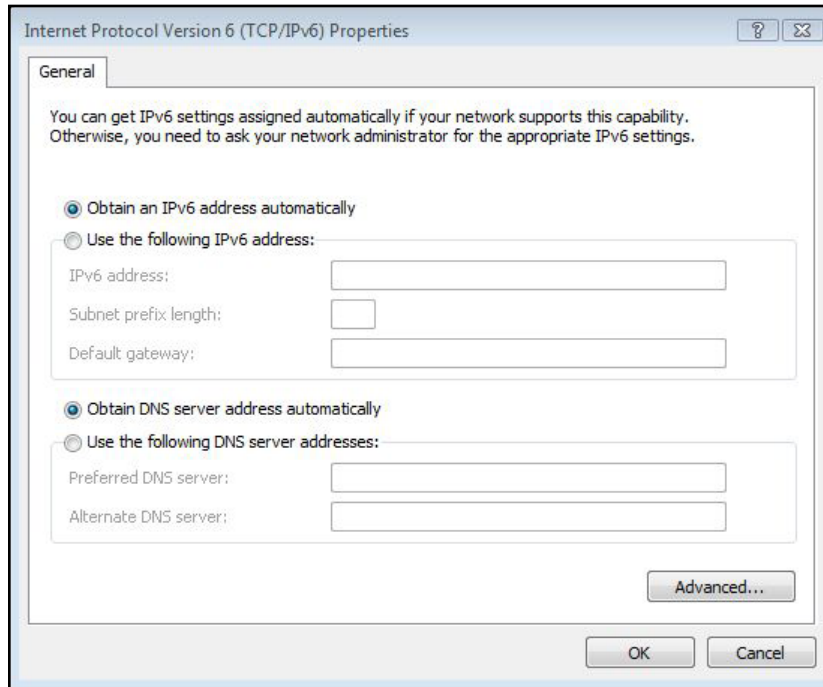 Internet Protocol Version 6 (TCP/IPv6) Properties
General
You can get IPv6 settings assigned automatically if your network supports this capability.
Otherwise, you need to ask your network administrator for the appropriate IPv6 settings.
Obtain an IPv6 address automatically
Use the following IPv6 address:
IPv6 address:
Subnet prefix length:
Default gateway:
Obtain DNS server address automatically
Use the following DNS server addresses:
Preferred DNS server:
Alternate DNS server:
Advanced...
OK Cancel